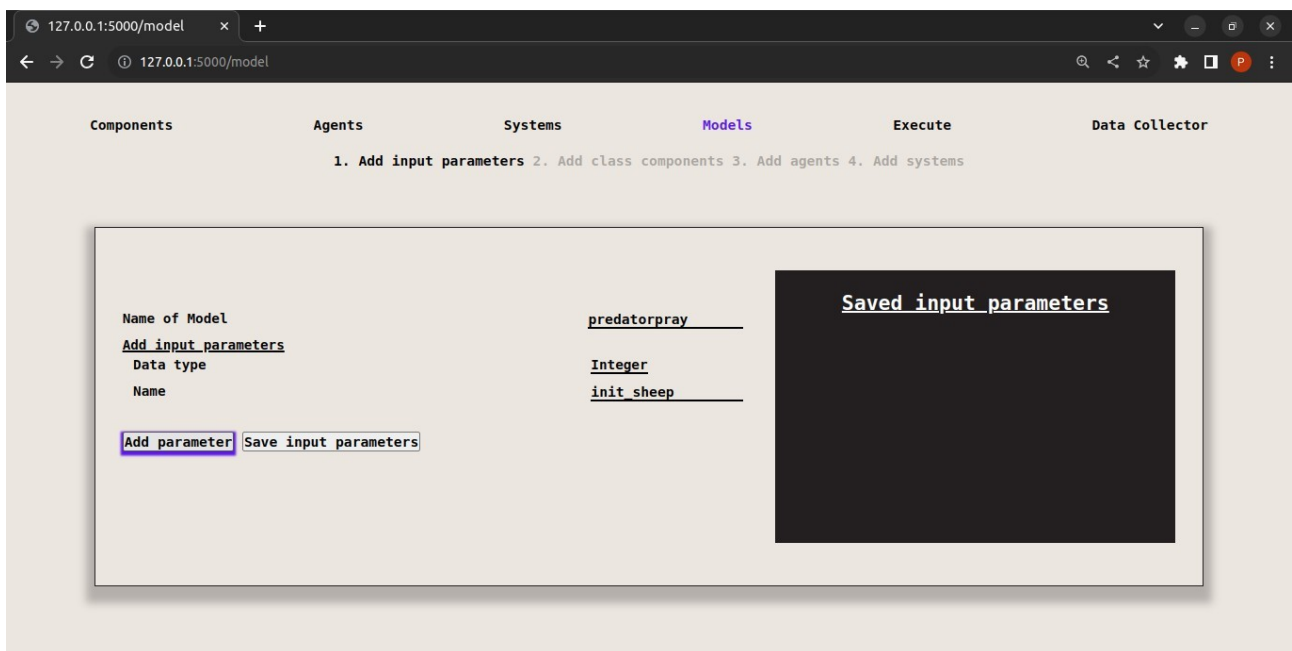 127.0.0.1:5000/model
127.0.0.1:5000/model
P
Components Agents Systems Models Execute Data Collector
1. Add input parameters 2. Add class components 3. Add agents 4. Add systems
Name of Model predatorpray
Add input parameters
Data type Integer
Name init_sheep
Add parameter Save input parameters
Saved input parameters